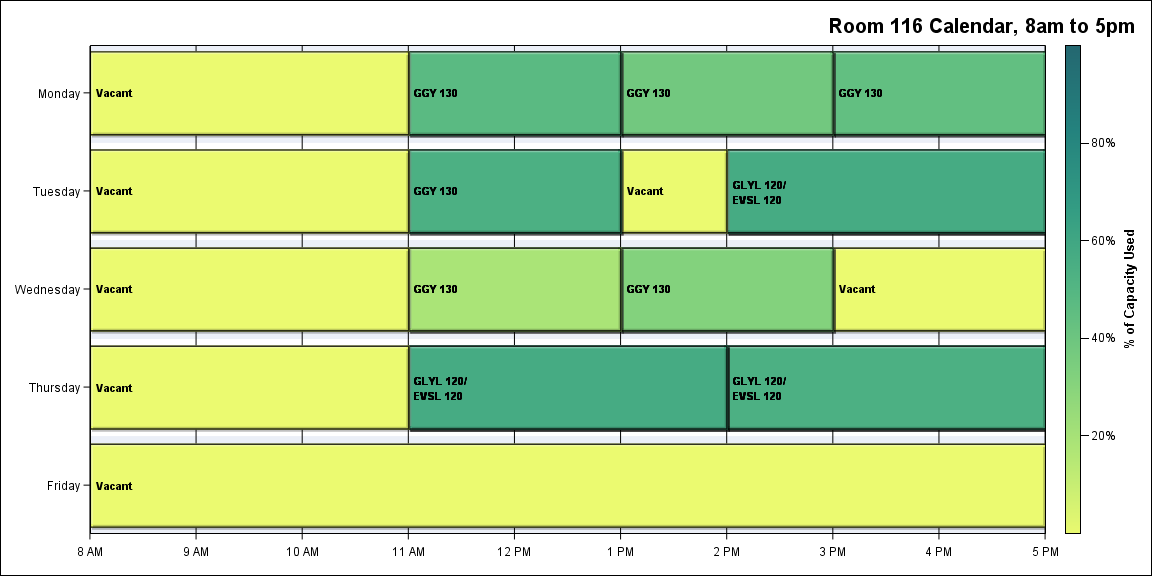 Room 116 Calendar, 8am to 5pm
Monday
Vacant
GGY 130
GGY 130
GGY 130
Tuesday
Vacant
GGY 130
Vacant
GLYL 120/
EVSL 120
Wednesday
Vacant
GGY 130
GGY 130
Vacant
Thursday
Vacant
GLYL 120/
EVSL 120
GLYL 120/
EVSL 120
Friday
Vacant
8 AM
9 AM
10 AM
11 AM
12 PM
1 PM
2 PM
3 PM
4 PM
5 PM
80%
60%
40%
20%
% of Capacity Used